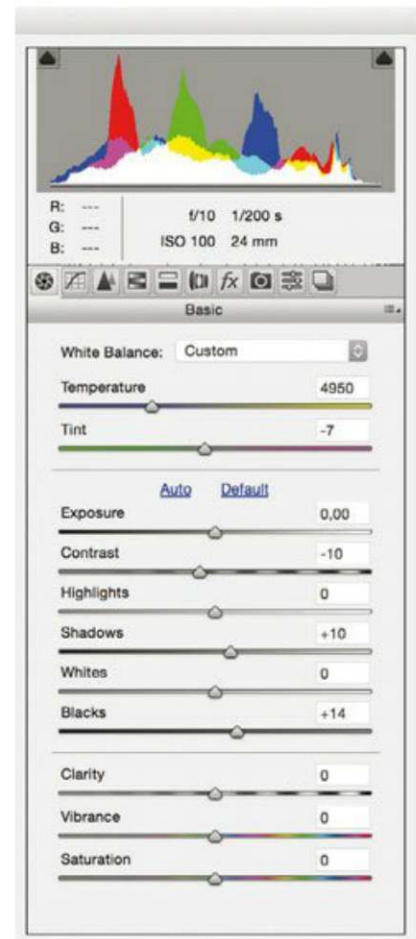 R: ---
G: ---
B: ---
f/10 1/200 s
ISO 100 24 mm
fx
Basic
White Balance: Custom
Temperature 4950
Tint -7
Auto Default
Exposure 0,00
Contrast -10
Highlights 0
Shadows +10
Whites 0
Blacks +14
Clarity 0
Vibrance 0
Saturation 0